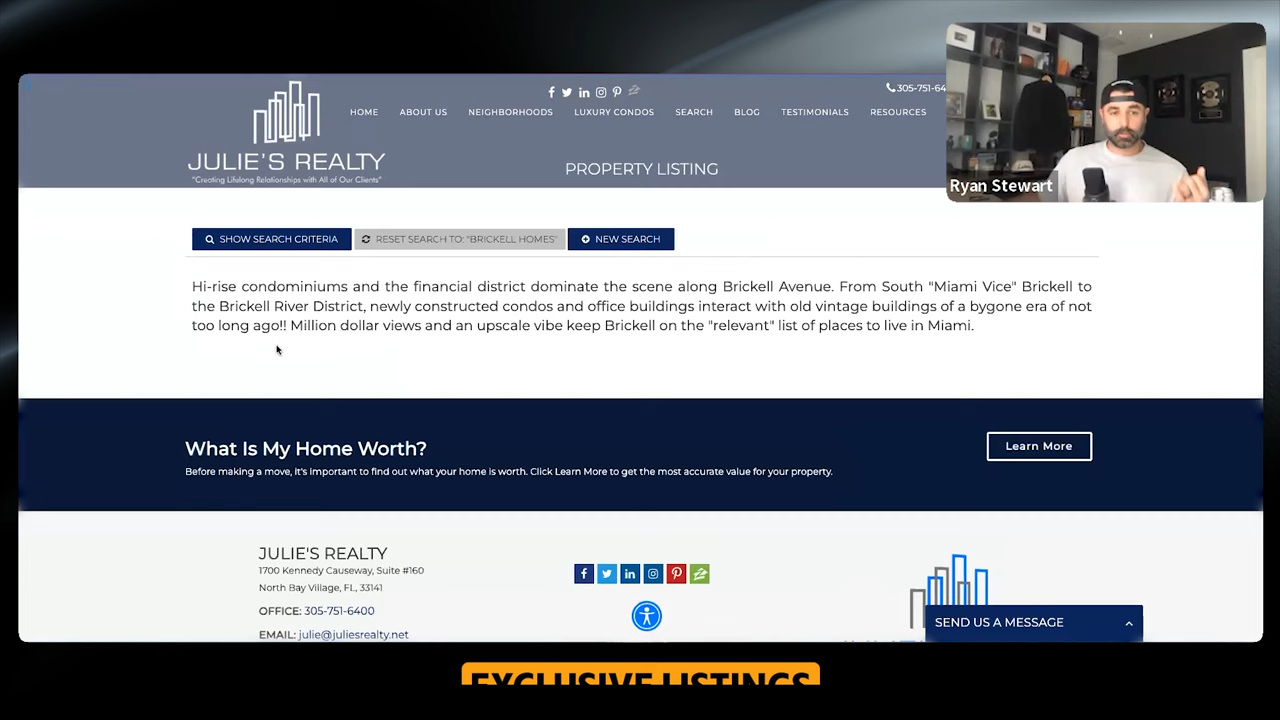 305-751-64
HOME ABOUT US NEIGHBORHOODS LUXURY CONDOS SEARCH BLOG TESTIMONIALS RESOURCES
JULIE'S REALTY
"Creating Lifelong Relationships with All of Our Clients"
PROPERTY LISTING
Ryan Stewart
SHOW SEARCH CRITERIA RESET SEARCH TO: "BRICKELL HOMES" NEW SEARCH
Hi-rise condominiums and the financial district dominate the scene along Brickell Avenue. From South "Miami Vice" Brickell to
the Brickell River District, newly constructed condos and office buildings interact with old vintage buildings of a bygone era of not
too long ago!! Million dollar views and an upscale vibe keep Brickell on the "relevant" list of places to live in Miami.
What Is My Home Worth?
Learn More
Before making a move, it's important to find out what your home is worth. Click Learn More to get the most accurate value for your property.
JULIE'S REALTY
1700 Kennedy Causeway, Suite #160
North Bay Village, FL, 33141
OFFICE: 305-751-6400
EMAIL: julie@juliesrealty.net
SEND US A MESSAGE
EXCLUSIVE LISTINGS